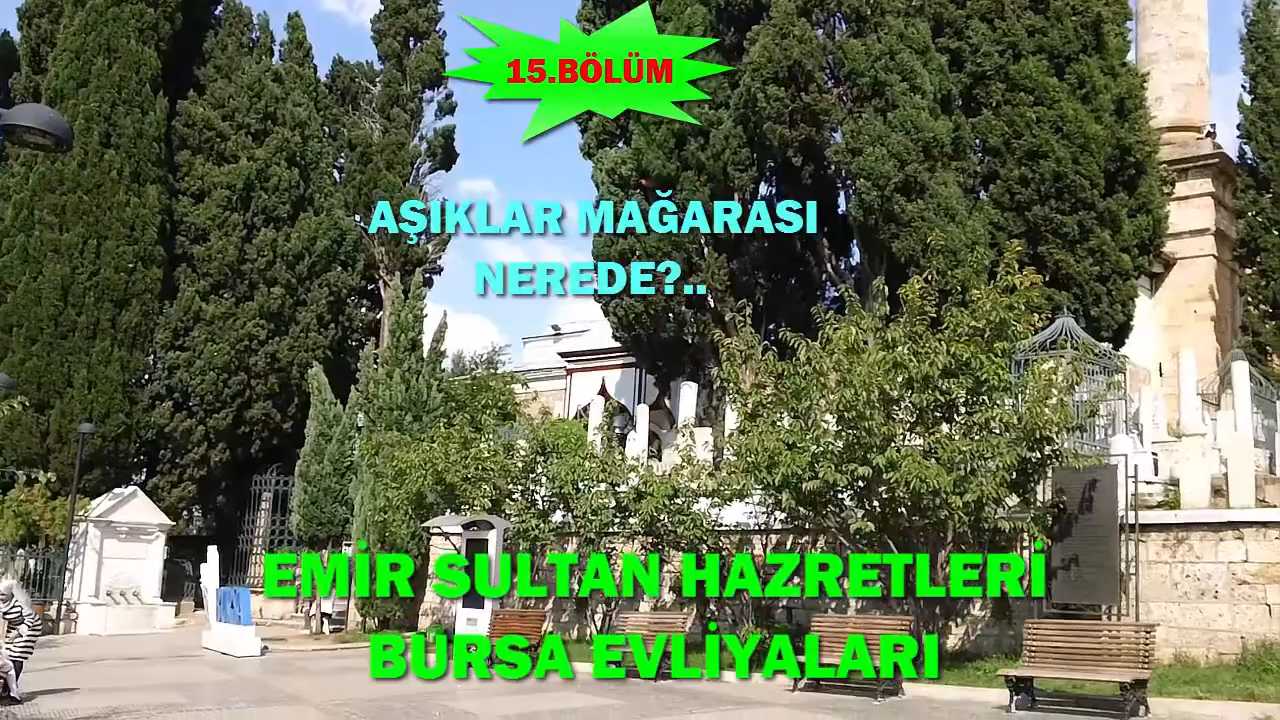 15.BÖLÜM
AŞIKLAR MAĞARASI
NEREDE?..
EMİR SULTAN HAZRETLERİ
BURSA EVLİYALARI